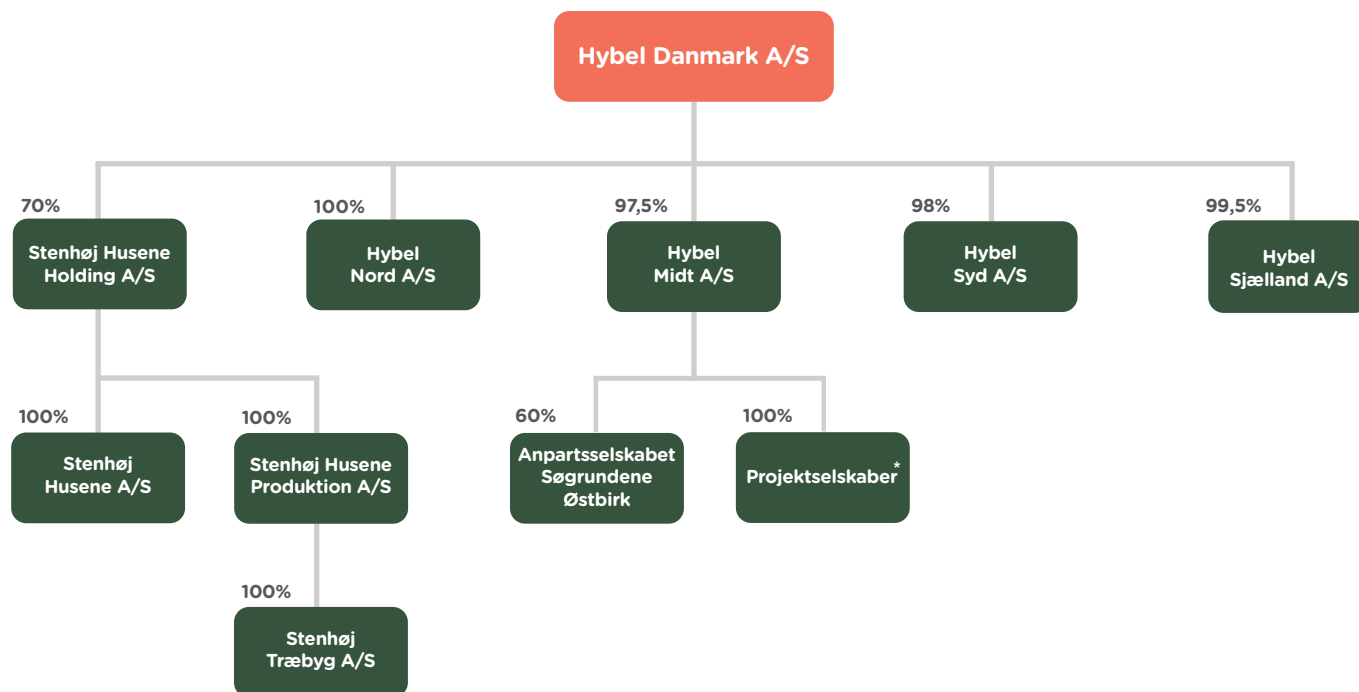 Hybel Danmark A/S
70%
100%
97,5%
98%
99,5%
Stenhøj Husene
Holding A/S
Hybel
Nord A/S
Hybel
Midt A/S
Hybel
Syd A/S
Hybel
Sjælland A/S
100%
100%
60%
100%
Stenhøj
Husene A/S
Stenhøj Husene
Produktion A/S
Anpartsselskabet
Søgrundene
Østbirk
Projektselskaber*
100%
Stenhøj
Træbyg A/S